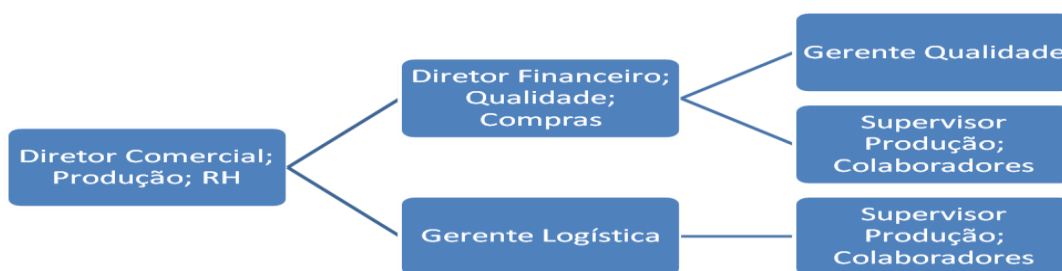 Diretor Comercial;
Produção; RH
Diretor Financeiro;
Qualidade;
Compras
Gerente Logística
Gerente Qualidade
Supervisor
Produção;
Colaboradores
Supervisor
Produção;
Colaboradores